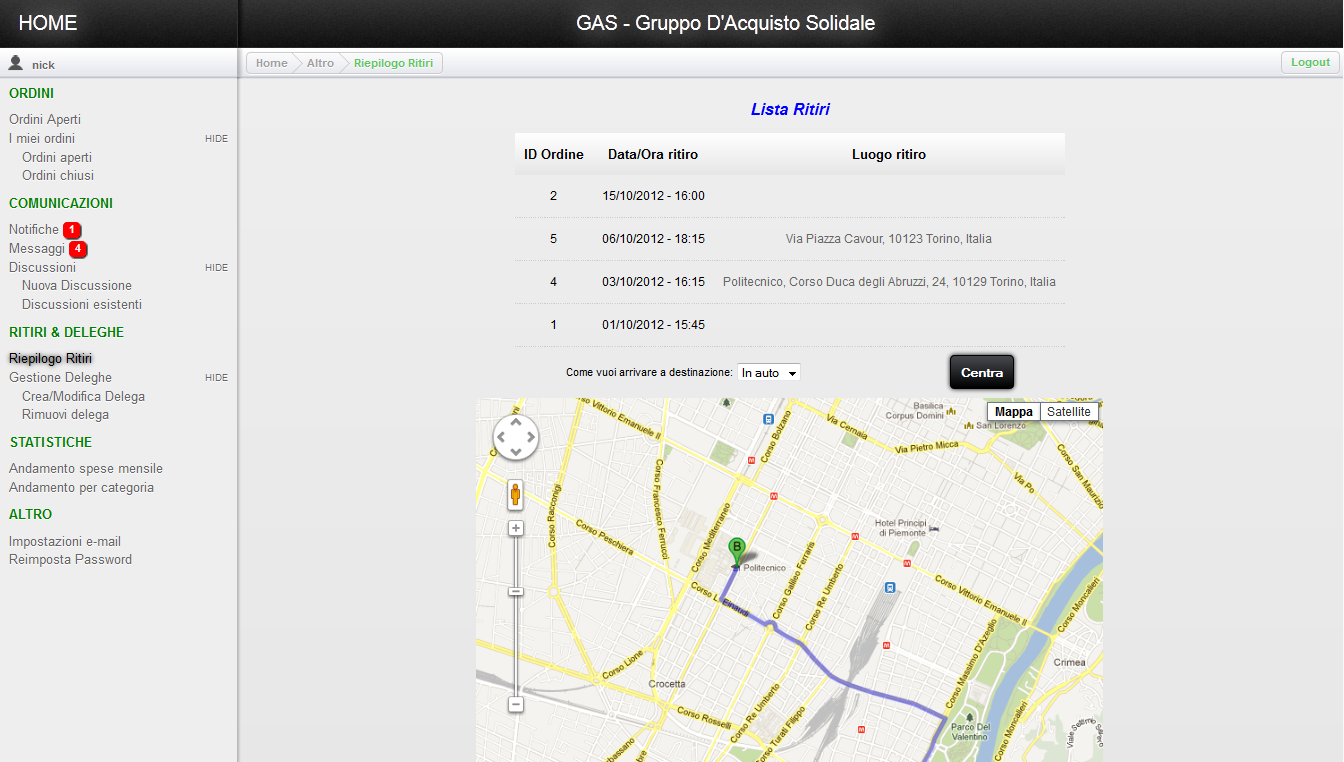 HOME
GAS - Gruppo D'Acquisto Solidale
nick
Home
Altro
Riepilogo Ritiri
Logout
ORDINI
Ordini Aperti
I miei ordini
HIDE
Ordini aperti
Ordini chiusi
COMUNICAZIONI
Notifiche 1
Messaggi 4
Discussioni
HIDE
Nuova Discussione
Discussioni esistenti
RITIRI & DELEGHE
Riepilogo Ritiri
Gestione Deleghe
HIDE
Crea/Modifica Delega
Rimuovi delega
STATISTICHE
Andamento spese mensile
Andamento per categoria
ALTRO
Impostazioni e-mail
Reimposta Password
Lista Ritiri
ID Ordine Data/Ora ritiro Luogo ritiro
2 15/10/2012 - 16:00
5 06/10/2012 - 18:15 Via Piazza Cavour, 10123 Torino, Italia
4 03/10/2012 - 16:15 Politecnico, Corso Duca degli Abruzzi, 24, 10129 Torino, Italia
1 01/10/2012 - 15:45
Come vuoi arrivare a destinazione: In auto
Centra
Mappa Satellite
Corso Vittorio Emanuele II
Corso Bolzano
Via Cernaia
Basilica
Corpus Domini
San Lorenzo
Via Pietro Micca
Corso San Maurizio
Via Po
Corso Racconigi
Corso Francesco Ferrucci
Corso Mediterraneo
Corso Peschiera
Hotel Principi
di Piemonte
B
Politecnico
Corso L. Einaudi
Corso Galileo Ferraris
Corso Re Umberto
Corso Vittorio Emanuele II
Corso Moncalieri
Corso Massimo D'Azeglio
Crimea
Corso Lione
Crocetta
Corso Rosselli
Corso Re Umberto
Corso Turati Filippo
Parco Del
Valentino
Corso Moncalieri